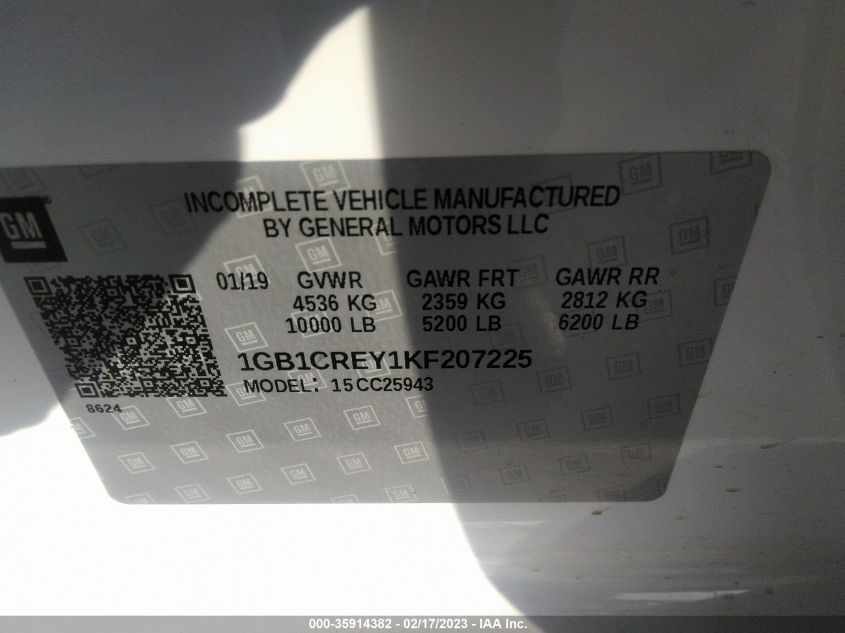 INCOMPLETE VEHICLE MANUFACTURED
BY GENERAL MOTORS LLC
GM
01/19 GVWR GAWR FRT GAWR RR
4536 KG 2359 KG 2812 KG
10000 LB 5200 LB 6200 LB
1GB1CREY1KF207225
MODEL: 15CC25943
8624
000-35914382 - 02/17/2023 - IAA Inc.